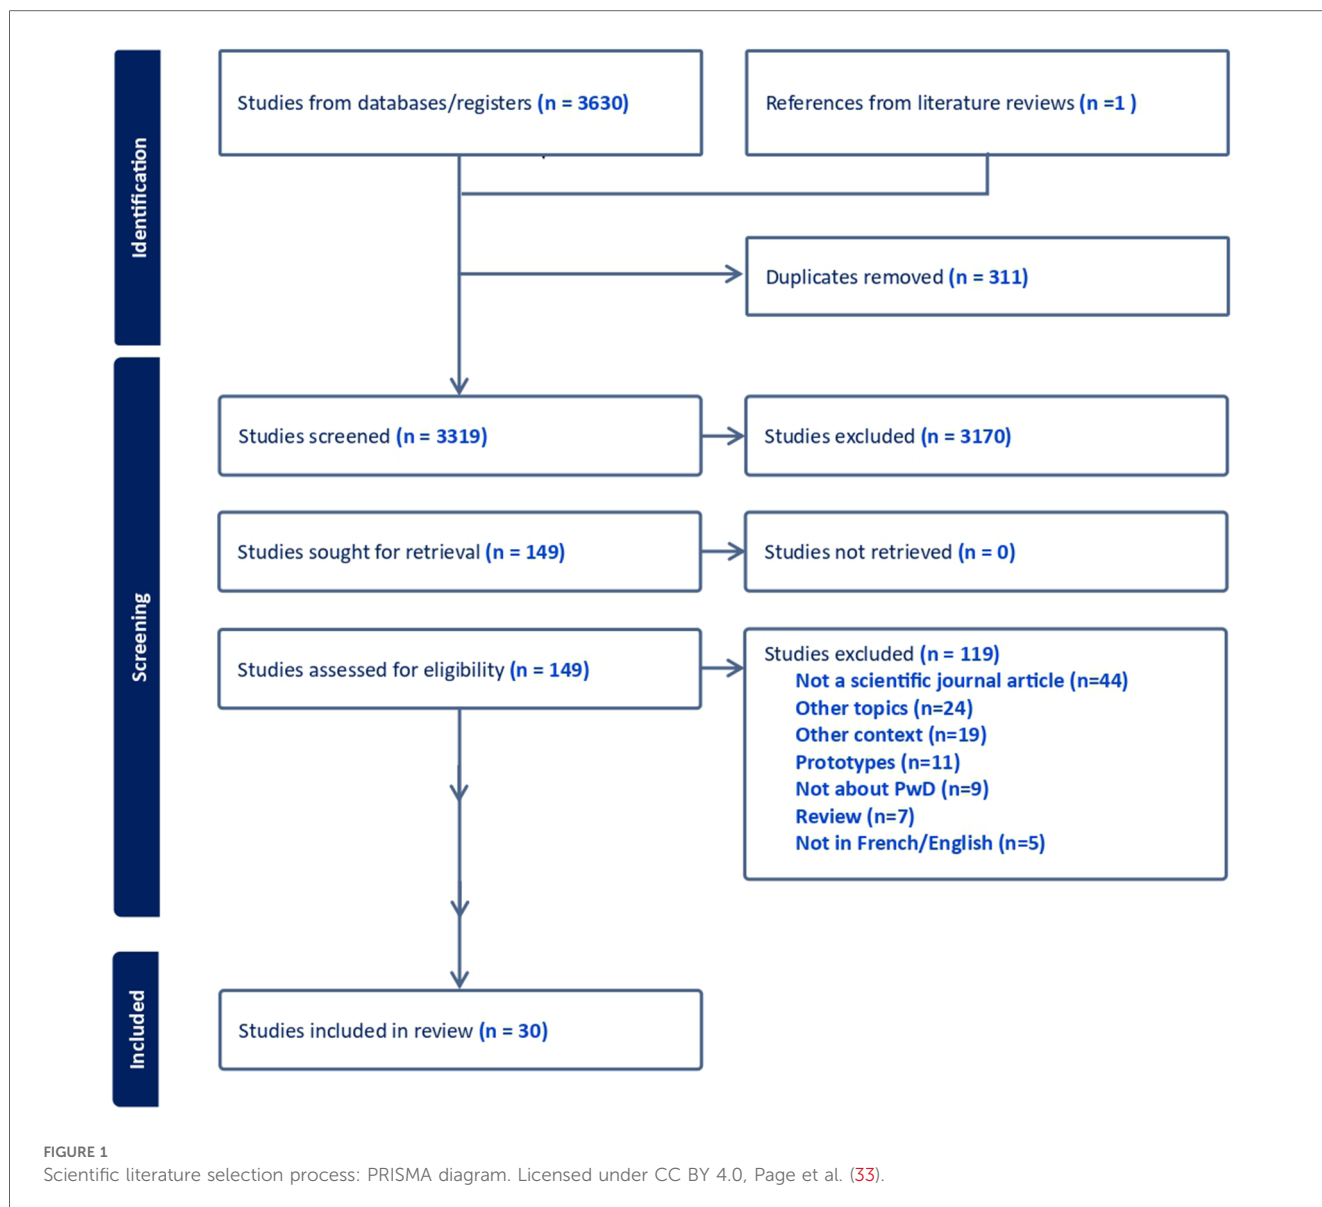 Identification
Studies from databases/registers (n = 3630)
References from literature reviews (n =1 )
Duplicates removed (n = 311)
Screening
Studies screened (n = 3319)
Studies excluded (n = 3170)
Studies sought for retrieval (n = 149)
Studies not retrieved (n = 0)
Studies assessed for eligibility (n = 149)
Studies excluded (n = 119)
Not a scientific journal article (n=44)
Other topics (n=24)
Other context (n=19)
Prototypes (n=11)
Not about PwD (n=9)
Review (n=7)
Not in French/English (n=5)
Included
Studies included in review (n = 30)
FIGURE 1
Scientific literature selection process: PRISMA diagram. Licensed under CC BY 4.0, Page et al. (33).